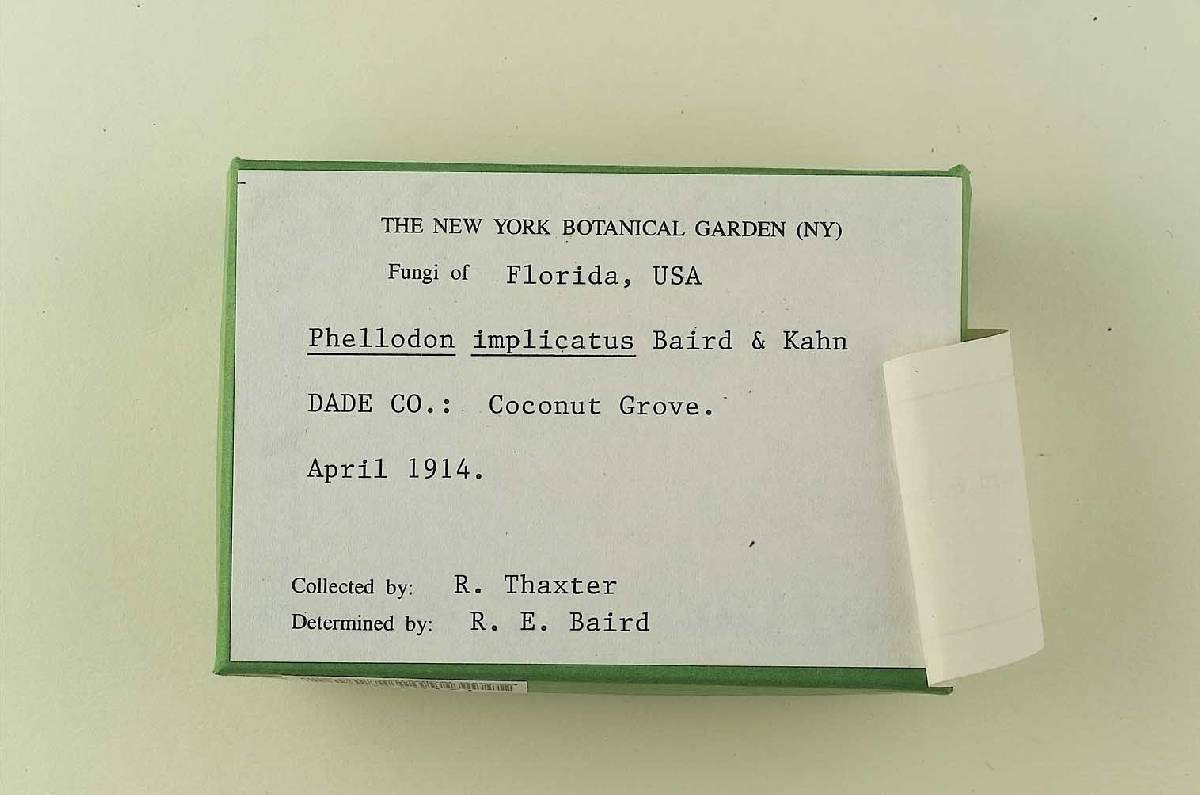 THE NEW YORK BOTANICAL GARDEN (NY)
Fungi of Florida, USA
Phellodon implicatus Baird & Kahn
DADE CO.: Coconut Grove.
April 1914.
Collected by: R. Thaxter
Determined by: R. E. Baird